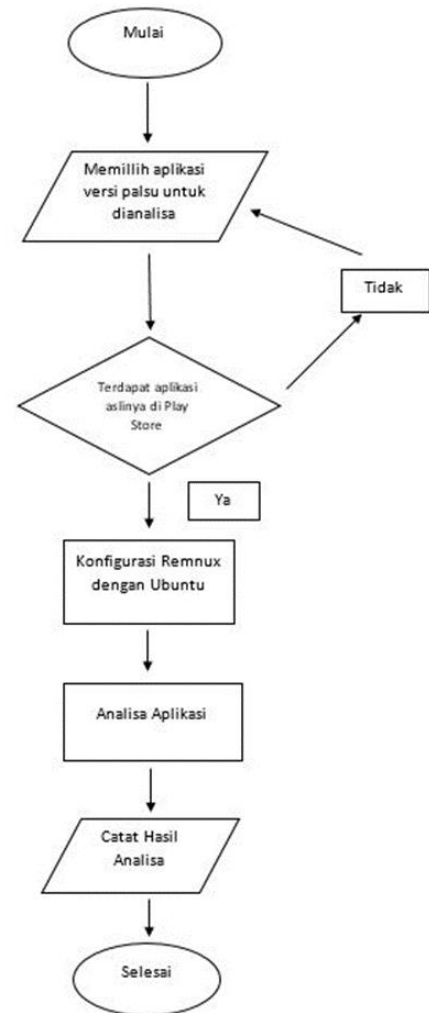 Mulai
Memillih aplikasi
versi palsu untuk
dianalisa
Tidak
Terdapat aplikasi
aslinya di Play
Store
Ya
Konfigurasi Remnux
dengan Ubuntu
Analisa Aplikasi
Catat Hasil
Analisa
Selesai